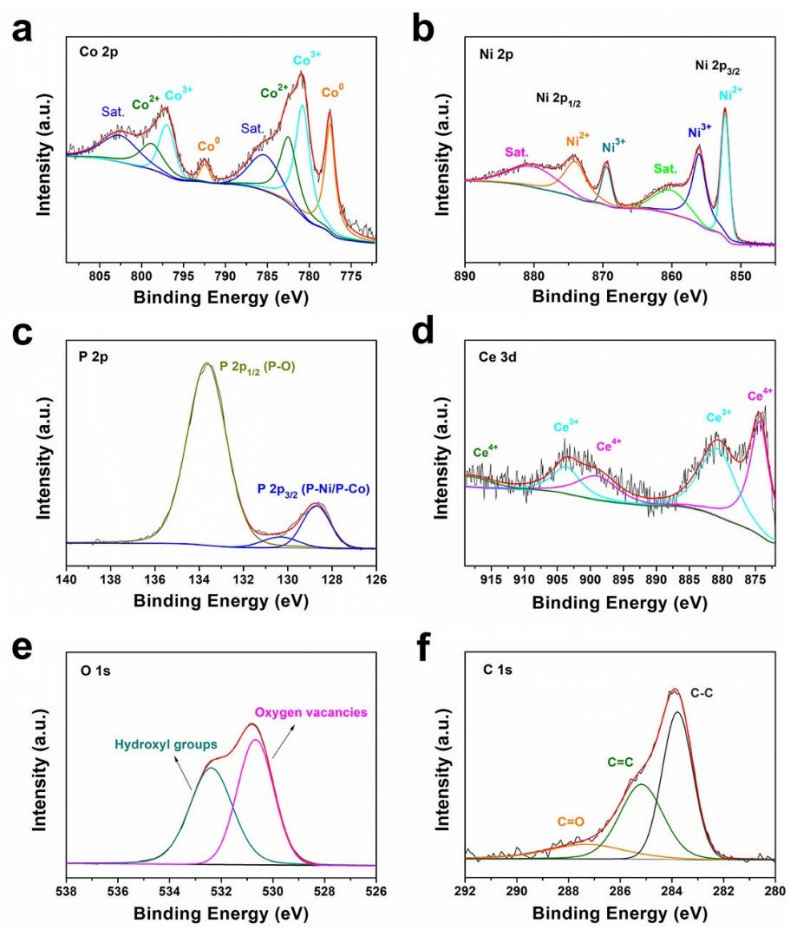 a
Co 2p
Co³⁺
Co²⁺
Co⁰
Co²⁺
Co³⁺
Sat.
Sat.
Co⁰
Intensity (a.u.)
805 800 795 790 785 780 775
Binding Energy (eV)
b
Ni 2p
Ni 2p₃/₂
Ni 2p₁/₂
Ni²⁺
Ni³⁺
Ni²⁺
Ni³⁺
Sat.
Sat.
Intensity (a.u.)
890 880 870 860 850
Binding Energy (eV)
c
P 2p
P 2p₁/₂ (P-O)
P 2p₃/₂ (P-Ni/P-Co)
Intensity (a.u.)
140 138 136 134 132 130 128 126
Binding Energy (eV)
d
Ce 3d
Ce⁴⁺
Ce³⁺
Ce³⁺
Ce⁴⁺
Ce⁴⁺
Intensity (a.u.)
915 910 905 900 895 890 885 880 875
Binding Energy (eV)
e
O 1s
Oxygen vacancies
Hydroxyl groups
Intensity (a.u.)
538 536 534 532 530 528 526
Binding Energy (eV)
f
C 1s
C-C
C=C
C=O
Intensity (a.u.)
292 290 288 286 284 282 280
Binding Energy (eV)